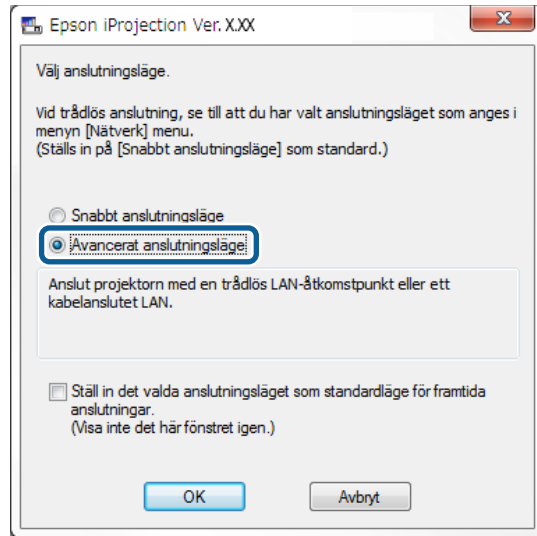 Epson iProjection Ver. X.XX
Välj anslutningsläge.
Vid trådlös anslutning, se till att du har valt anslutningsläget som anges i
menyn [Nätverk] menu.
(Ställs in på [Snabbt anslutningsläge] som standard.)
Snabbt anslutningsläge
Avancerat anslutningsläge
Anslut projektorn med en trådlös LAN-åtkomstpunkt eller ett
kabelanslutet LAN.
Ställ in det valda anslutningsläget som standardläge för framtida
anslutningar.
(Visa inte det här fönstret igen.)
OK
Avbryt